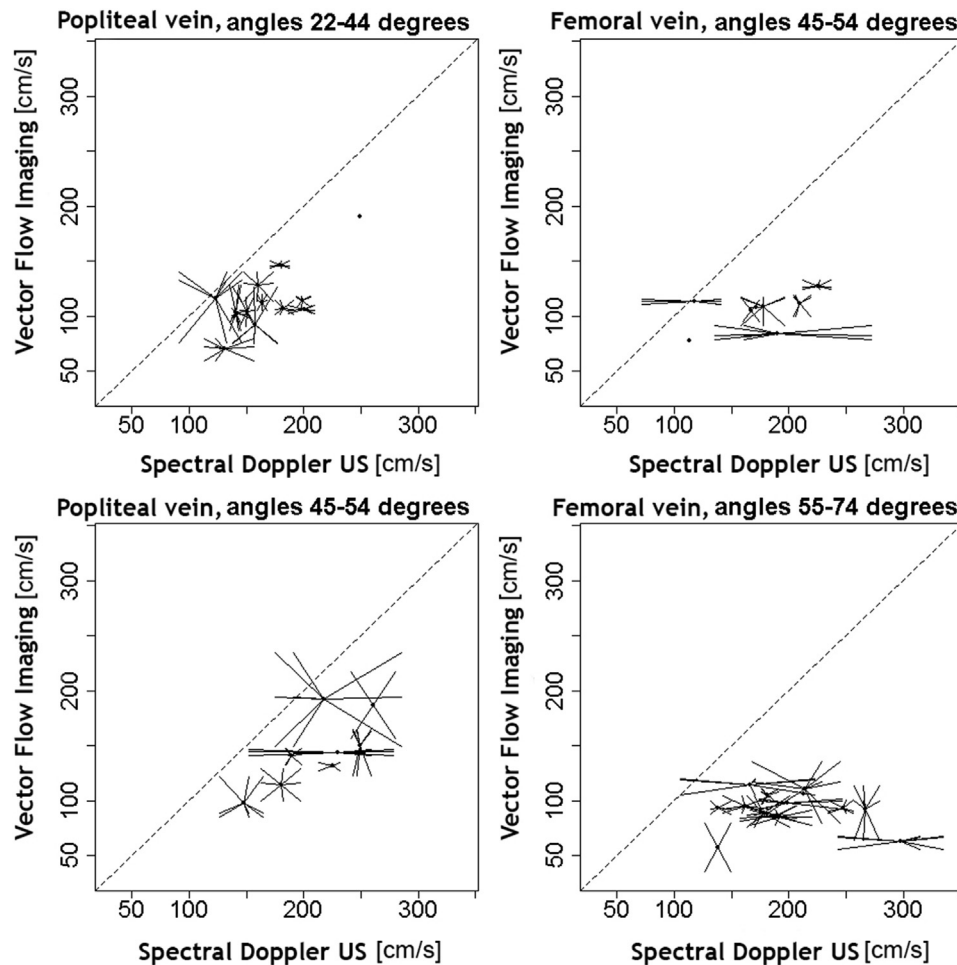 Popliteal vein, angles 22-44 degrees
Vector Flow Imaging [cm/s]
300
200
100
50
50 100 200 300
Spectral Doppler US [cm/s]
Femoral vein, angles 45-54 degrees
Vector Flow Imaging [cm/s]
300
200
100
50
50 100 200 300
Spectral Doppler US [cm/s]
Popliteal vein, angles 45-54 degrees
Vector Flow Imaging [cm/s]
300
200
100
50
50 100 200 300
Spectral Doppler US [cm/s]
Femoral vein, angles 55-74 degrees
Vector Flow Imaging [cm/s]
300
200
100
50
50 100 200 300
Spectral Doppler US [cm/s]